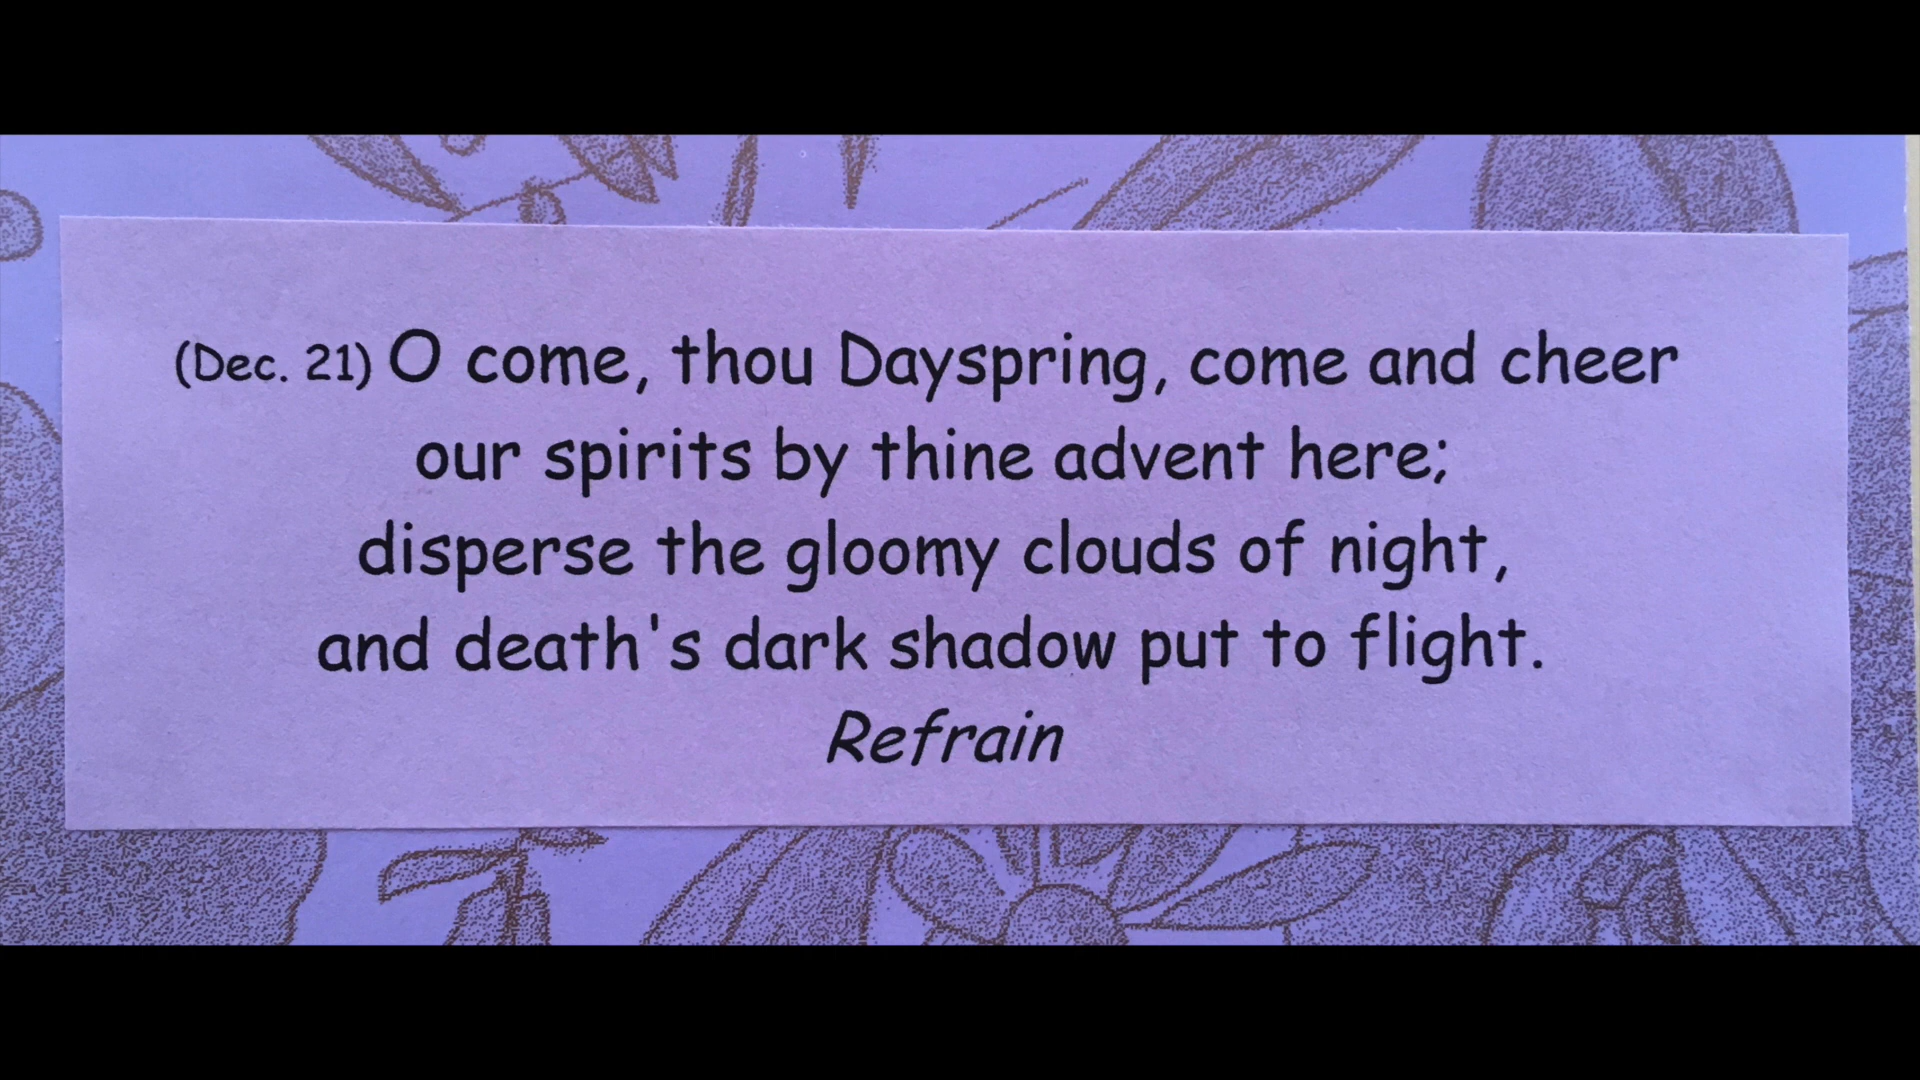 (Dec. 21) O come, thou Dayspring, come and cheer
our spirits by thine advent here;
disperse the gloomy clouds of night,
and death's dark shadow put to flight.
Refrain